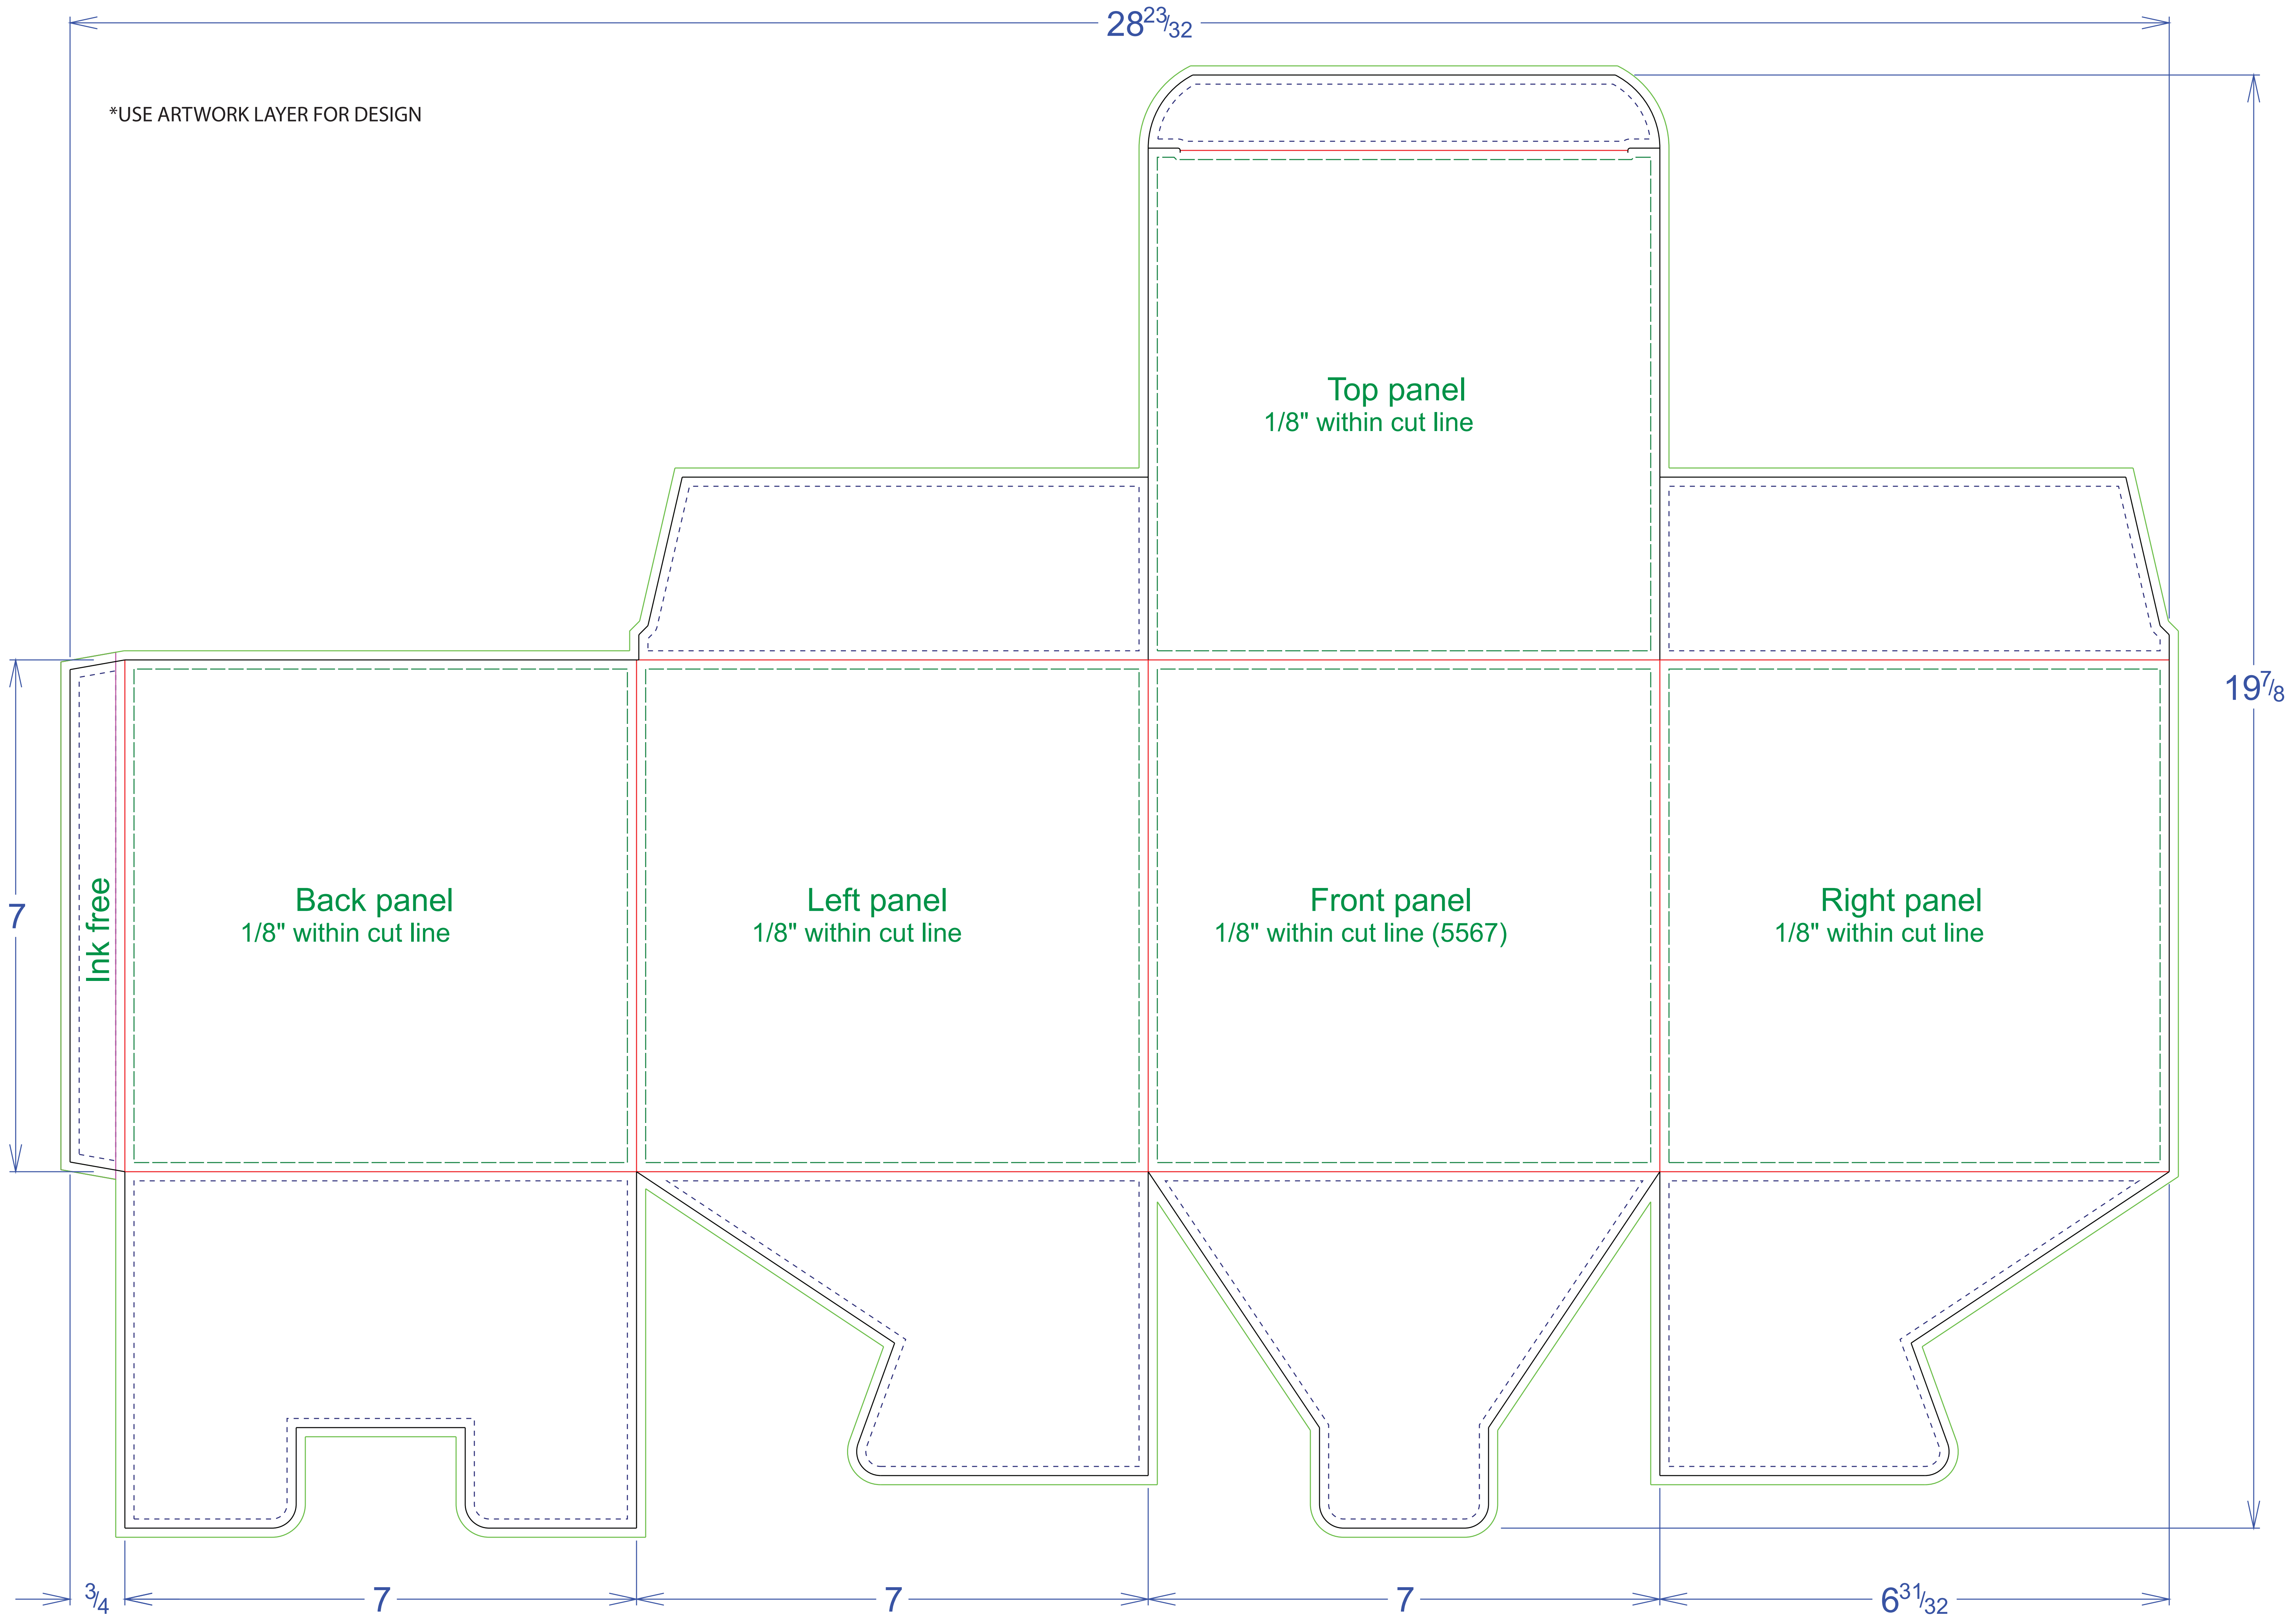 28 23/32
*USE ARTWORK LAYER FOR DESIGN
Top panel
1/8" within cut line
19 7/8
7
Ink free
Back panel
1/8" within cut line
Left panel
1/8" within cut line
Front panel
1/8" within cut line (5567)
Right panel
1/8" within cut line
3/4
7
7
7
6 31/32